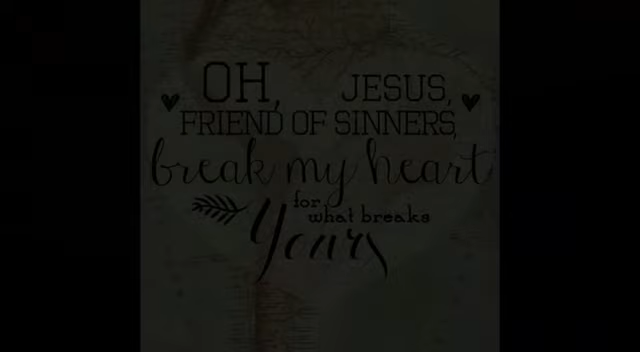 OH, JESUS,
FRIEND OF SINNERS,
break my heart
for
what breaks
Yours